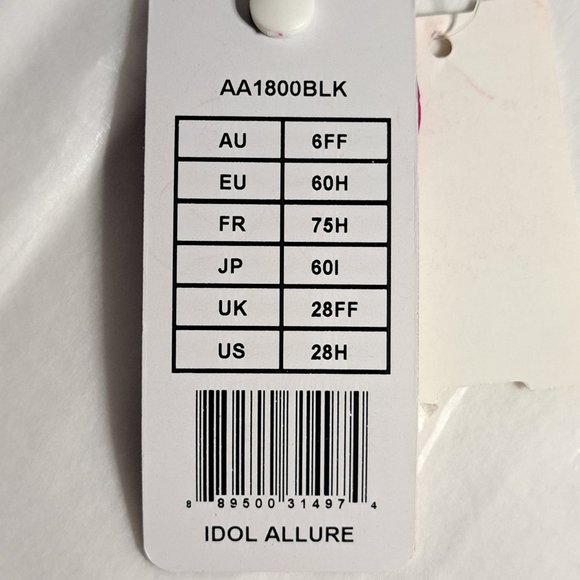 AA1800BLK
AU 6FF
EU 60H
FR 75H
JP 60I
UK 28FF
US 28H
8 89500 31497 4
IDOL ALLURE